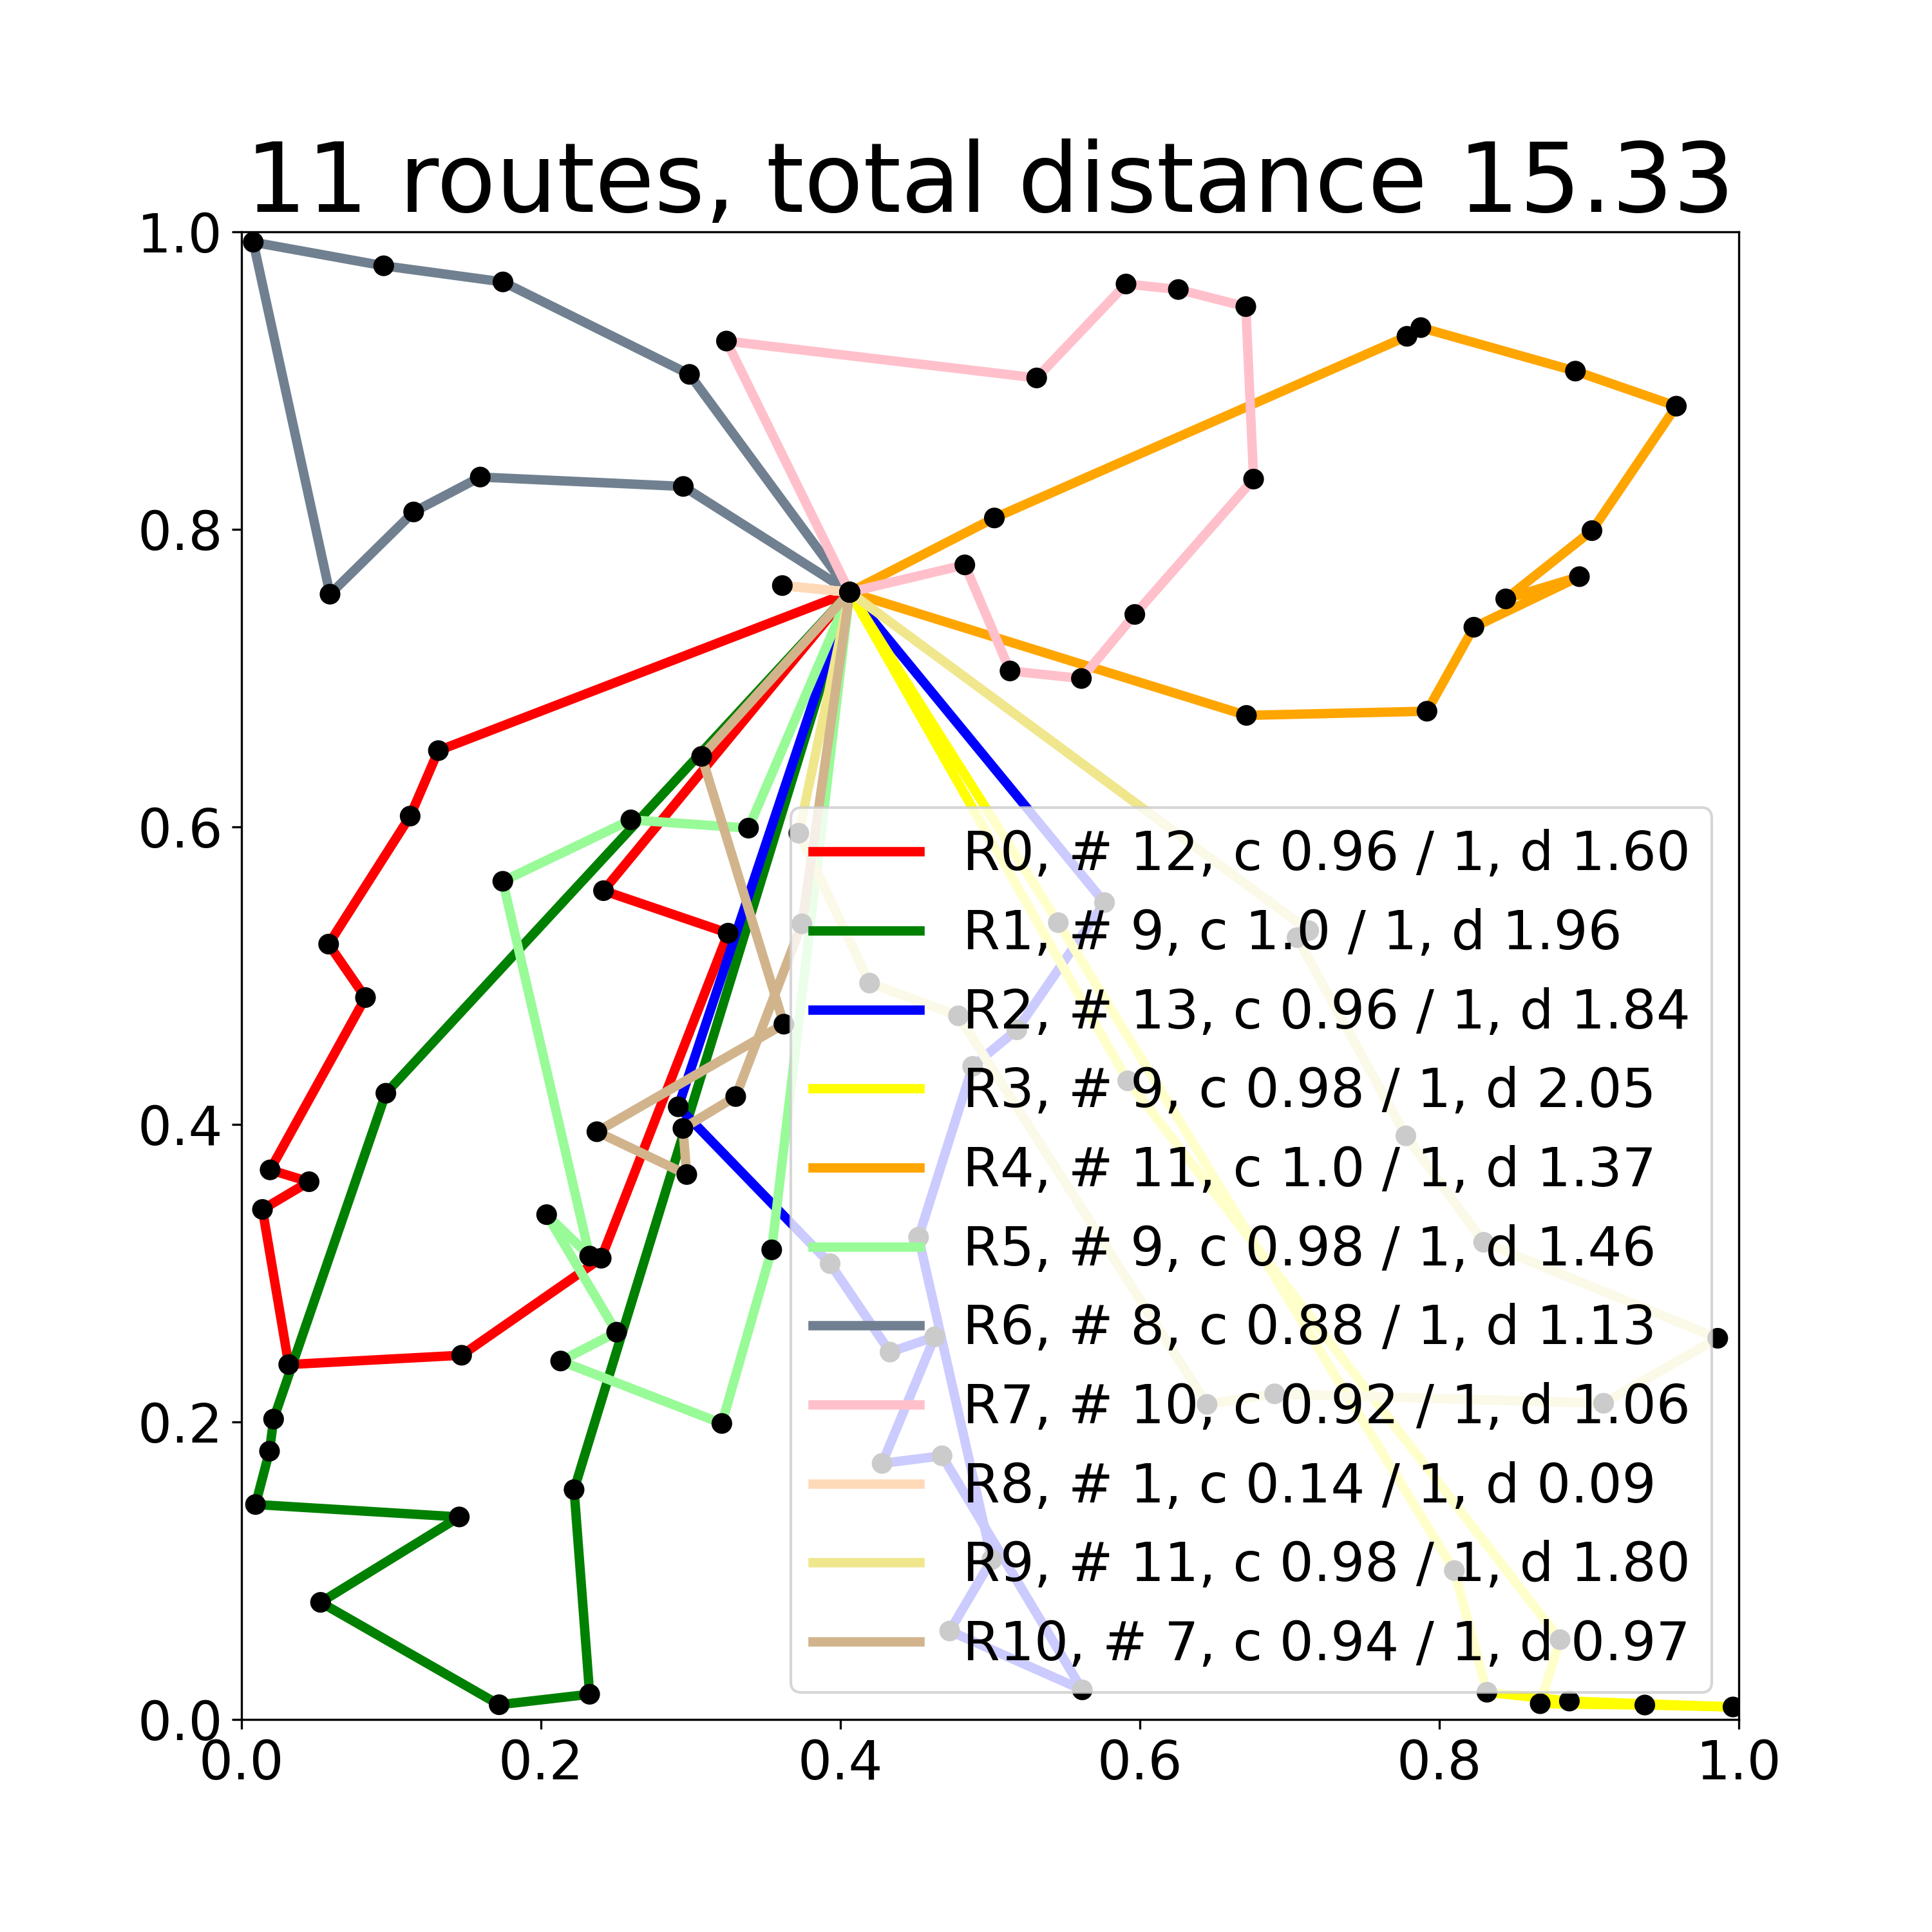 11 routes, total distance 15.33
1.0
0.8
0.6
0.4
0.2
0.0
0.0 0.2 0.4 0.6 0.8 1.0
R0, # 12, c 0.96 / 1, d 1.60
R1, # 9, c 1.0 / 1, d 1.96
R2, # 13, c 0.96 / 1, d 1.84
R3, # 9, c 0.98 / 1, d 2.05
R4, # 11, c 1.0 / 1, d 1.37
R5, # 9, c 0.98 / 1, d 1.46
R6, # 8, c 0.88 / 1, d 1.13
R7, # 10, c 0.92 / 1, d 1.06
R8, # 1, c 0.14 / 1, d 0.09
R9, # 11, c 0.98 / 1, d 1.80
R10, # 7, c 0.94 / 1, d 0.97